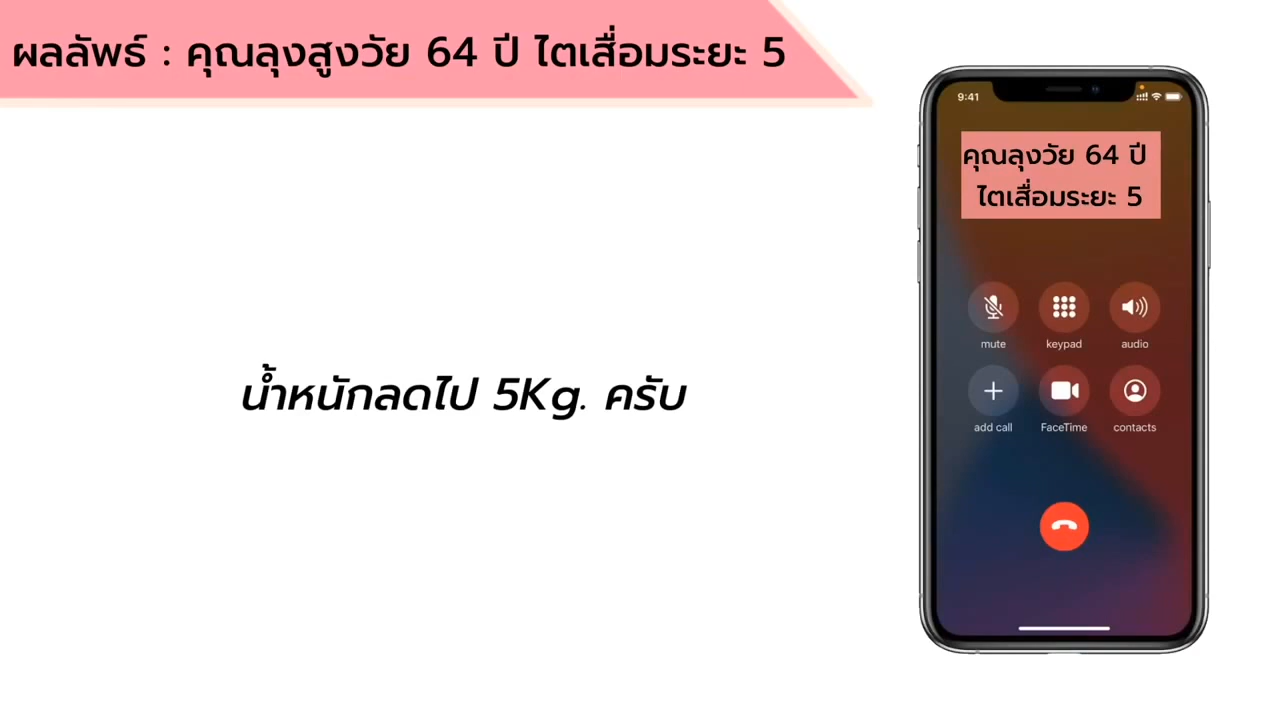 ผลลัพธ์ : คุณลุงสูงวัย 64 ปี ไตเสื่อมระยะ 5
9:41
คุณลุงวัย 64 ปี
ไตเสื่อมระยะ 5
mute keypad audio
น้ำหนักลดไป 5Kg. ครับ
add call FaceTime contacts